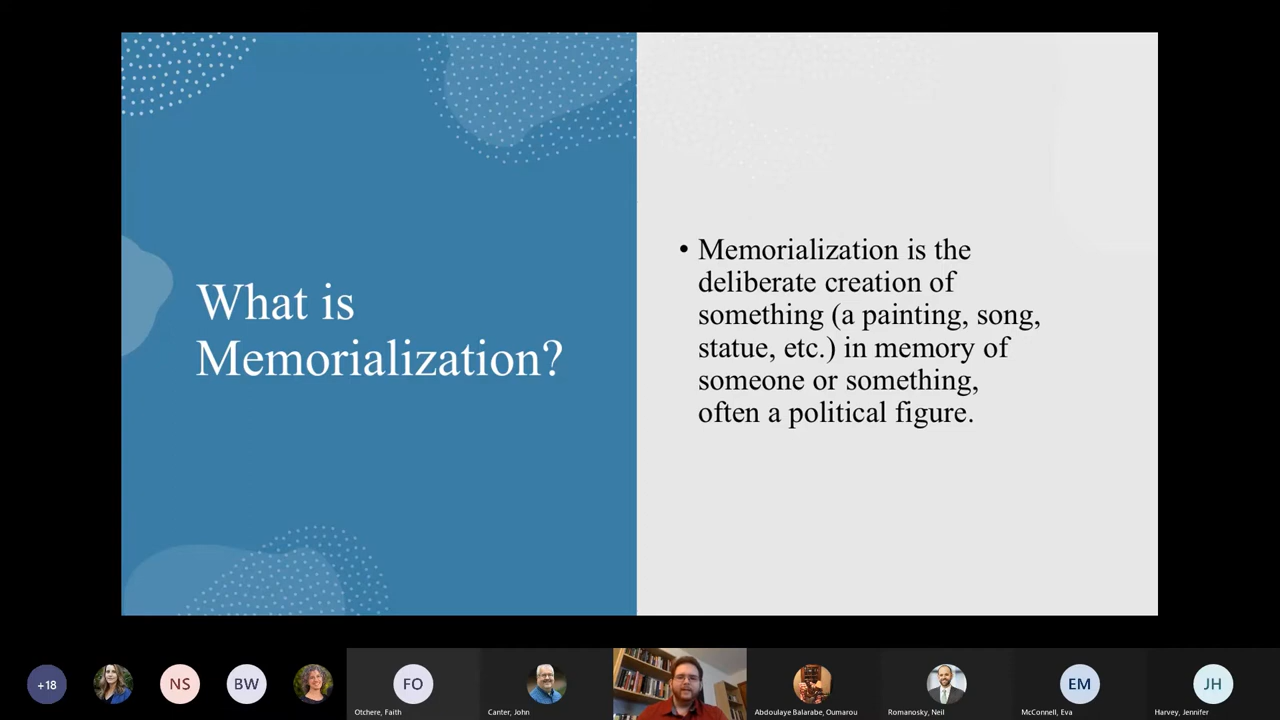 What is
Memorialization?
• Memorialization is the
deliberate creation of
something (a painting, song,
statue, etc.) in memory of
someone or something,
often a political figure.
+18
NS
BW
FO
Otchere, Faith
Canter, John
Abdoulaye Balarabe, Oumarou
Romanosky, Neil
EM
McConnell, Eva
JH
Harvey, Jennifer